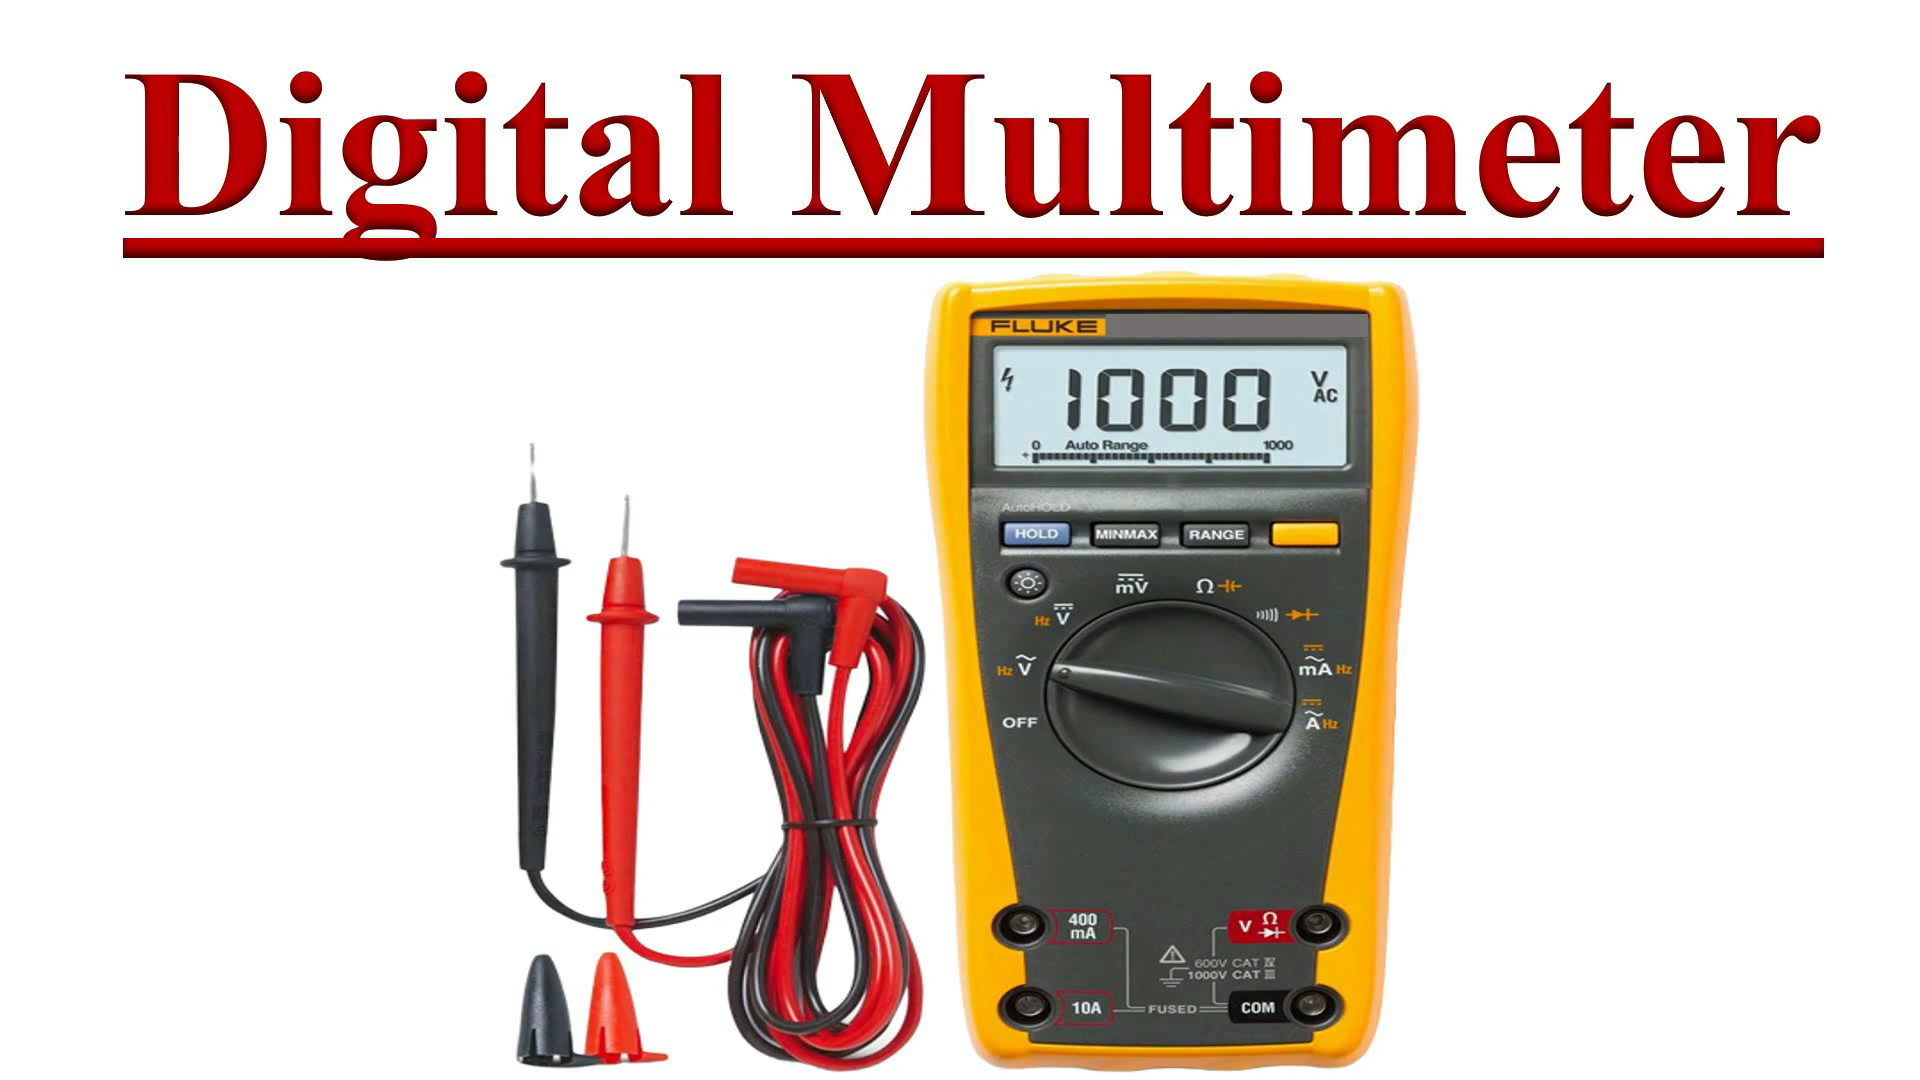 Digital Multimeter
FLUKE
1000 V AC
0 Auto Range 1000
AutoHOLD
HOLD MINMAX RANGE
mV Ω
Hz V
Hz V
mA Hz
OFF
A Hz
400 mA
V Ω
600V CAT IV
1000V CAT III
10A FUSED COM